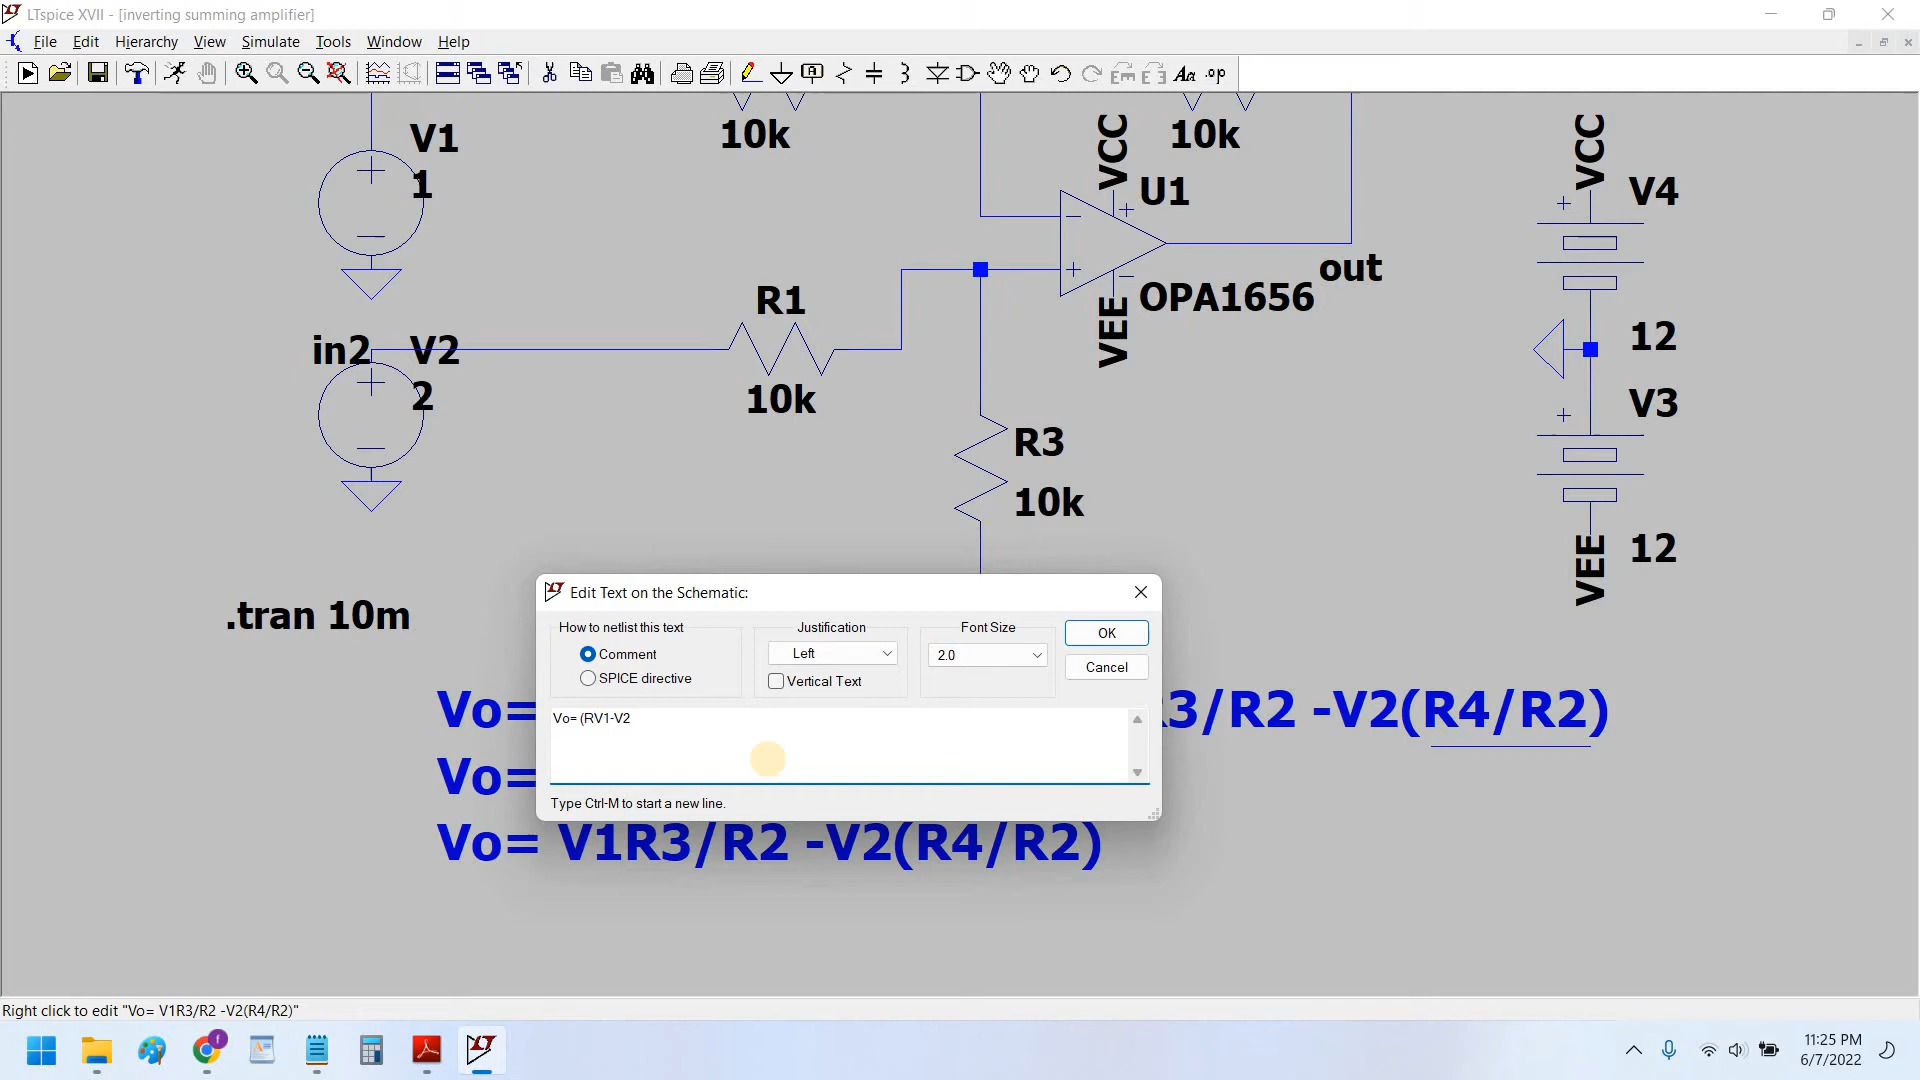 LTspice XVII - [inverting summing amplifier]
File Edit Hierarchy View Simulate Tools Window Help
.op
V1
1
10k
10k
VCC
U1
VCC
V4
out
OPA1656
VEE
R1
10k
in2
V2
2
12
V3
R3
10k
12
VEE
.tran 10m
Edit Text on the Schematic:
How to netlist this text
Justification
Font Size
OK
Comment
Left
2.0
Cancel
SPICE directive
Vertical Text
Vo= (RV1-V2
Type Ctrl-M to start a new line.
Vo= R3/R2 -V2(R4/R2)
Vo=
Vo= V1R3/R2 -V2(R4/R2)
Right click to edit "Vo= V1R3/R2 -V2(R4/R2)"
11:25 PM
6/7/2022